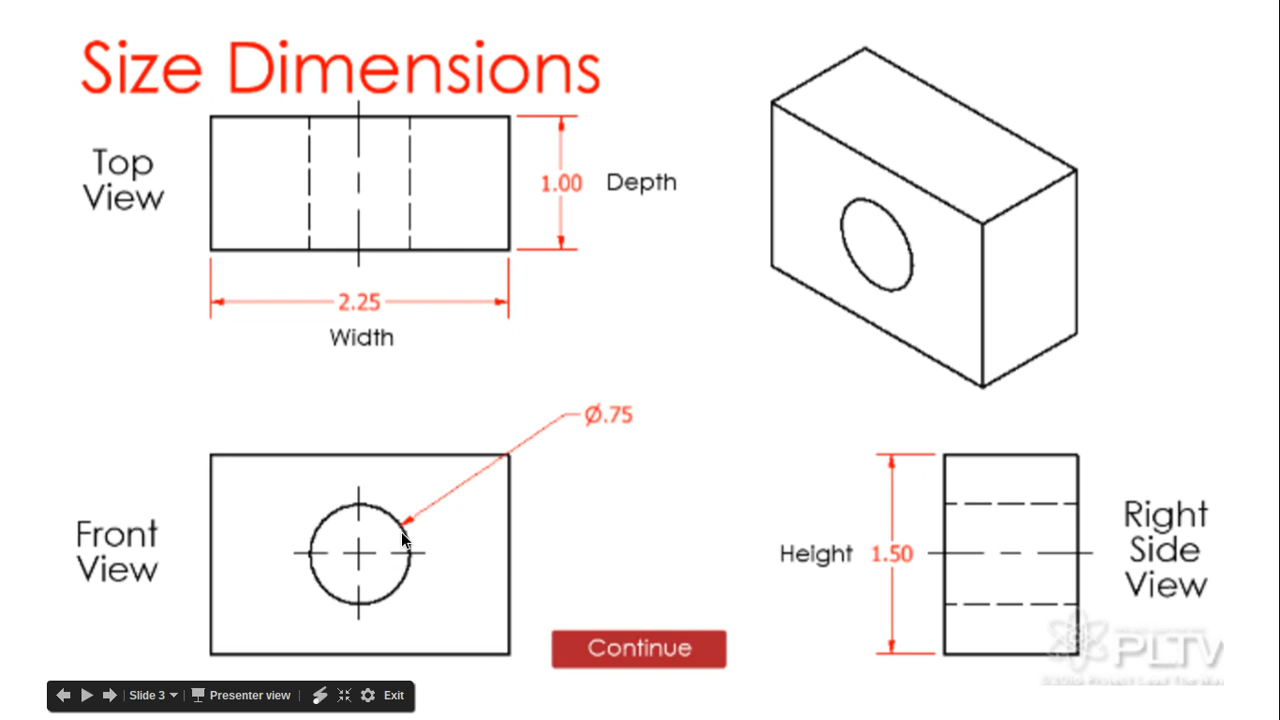 Size Dimensions
Top
View
1.00
Depth
2.25
Width
Ø.75
Front
View
Height
1.50
Right
Side
View
Continue
PLTV
Slide 3
Presenter view
Exit